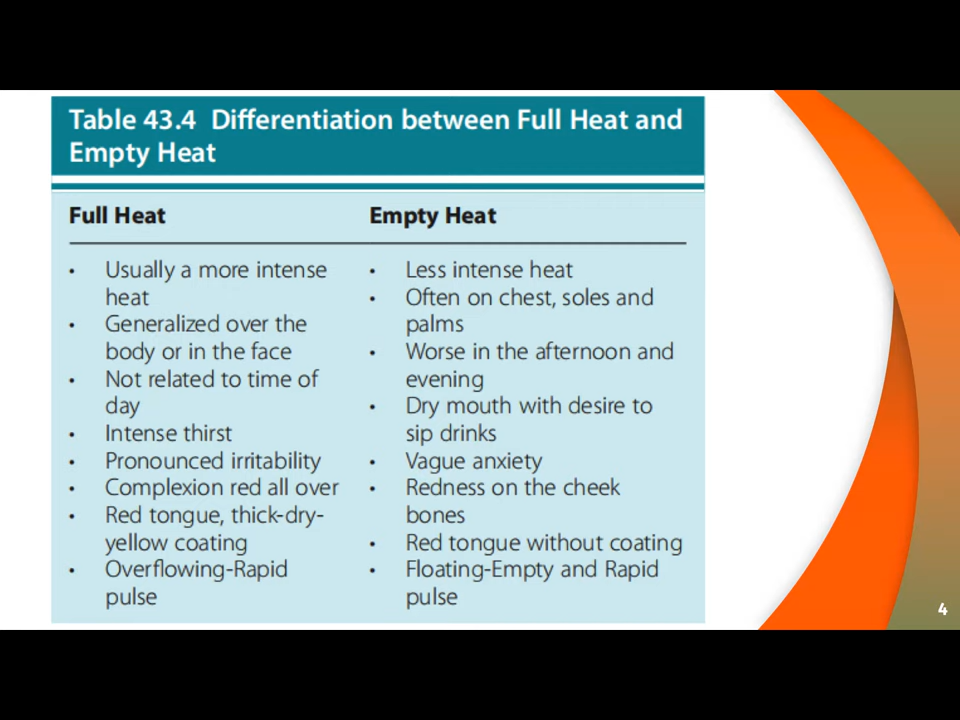 Table 43.4 Differentiation between Full Heat and
Empty Heat
Full Heat
• Usually a more intense
heat
• Generalized over the
body or in the face
• Not related to time of
day
• Intense thirst
• Pronounced irritability
• Complexion red all over
• Red tongue, thick-dry-
yellow coating
• Overflowing-Rapid
pulse
Empty Heat
• Less intense heat
• Often on chest, soles and
palms
• Worse in the afternoon and
evening
• Dry mouth with desire to
sip drinks
• Vague anxiety
• Redness on the cheek
bones
• Red tongue without coating
• Floating-Empty and Rapid
pulse
4